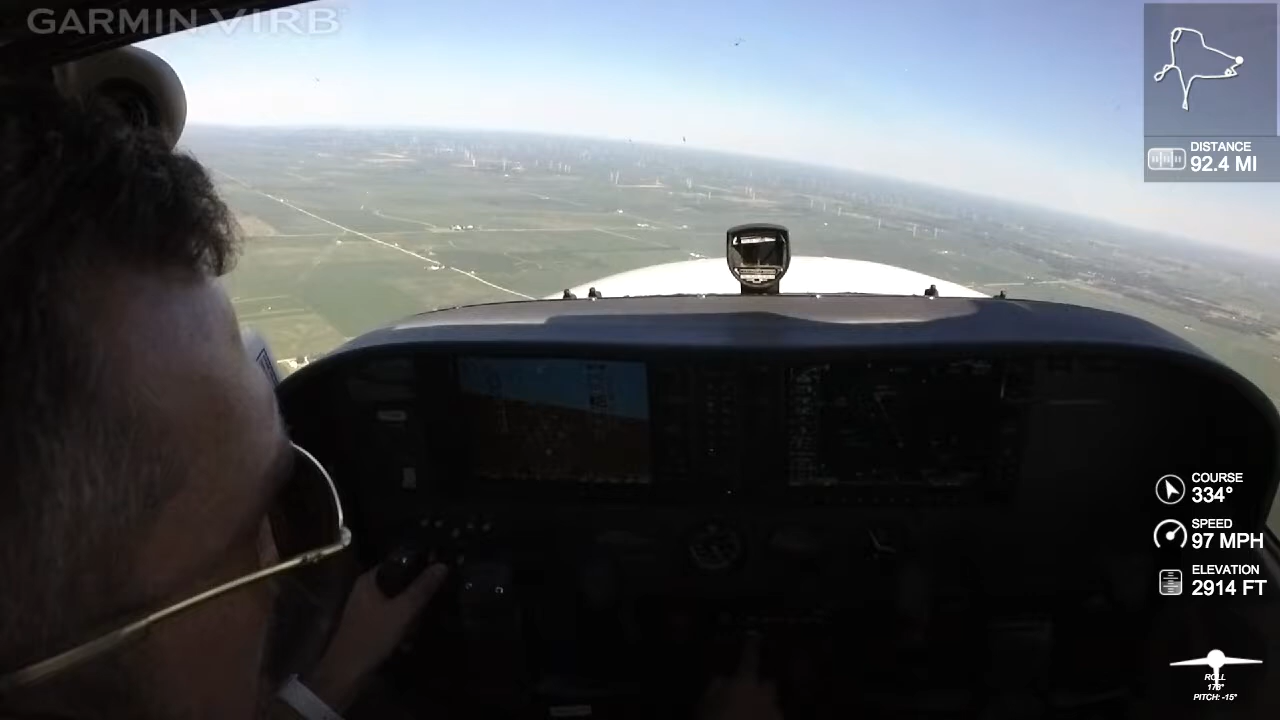 GARMIN VIRB
DISTANCE
92.4 MI
COURSE
334°
SPEED
97 MPH
ELEVATION
2914 FT
ROLL
PITCH: -15°